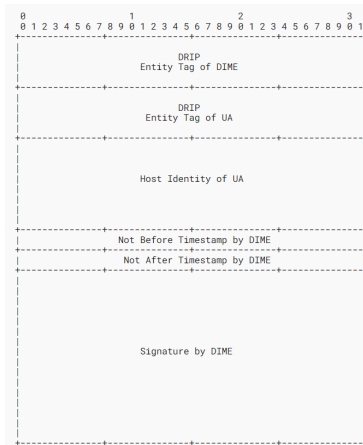 0 1 2 3
0 1 2 3 4 5 6 7 8 9 0 1 2 3 4 5 6 7 8 9 0 1 2 3 4 5 6 7 8 9 0 1
DRIP
Entity Tag of DIME
DRIP
Entity Tag of UA
Host Identity of UA
Not Before Timestamp by DIME
Not After Timestamp by DIME
Signature by DIME